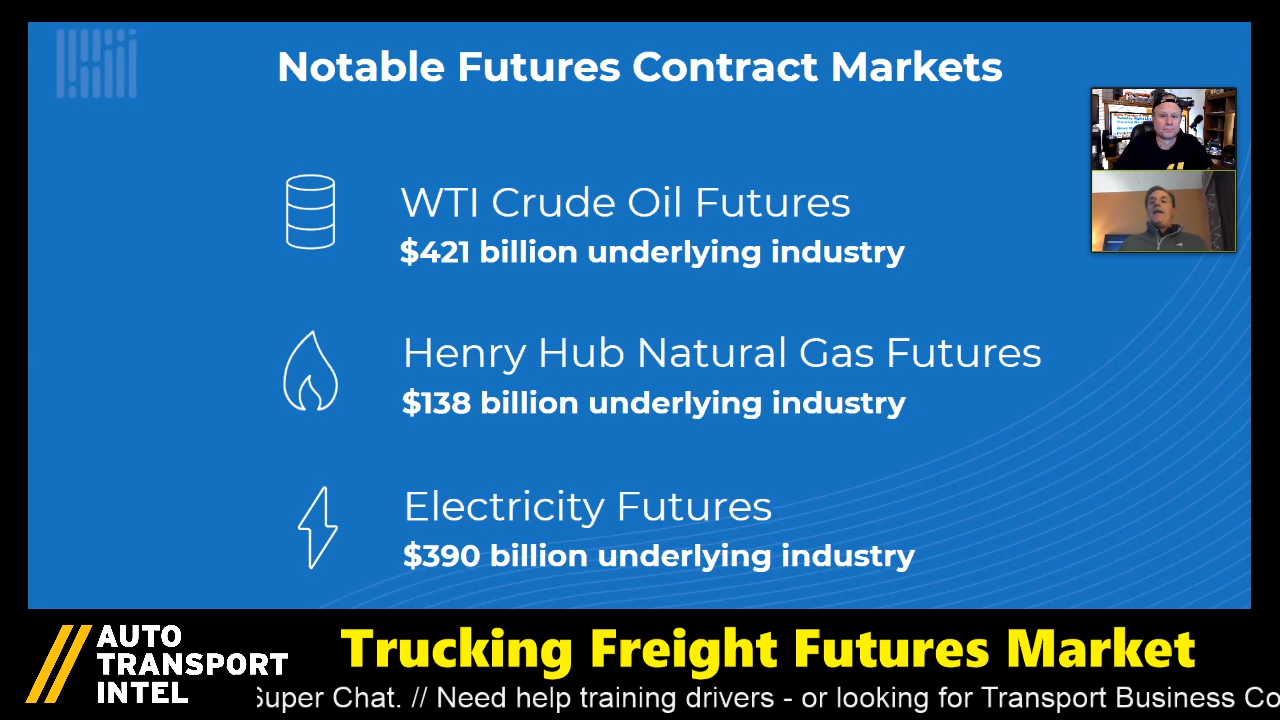 Notable Futures Contract Markets
WTI Crude Oil Futures
$421 billion underlying industry
Henry Hub Natural Gas Futures
$138 billion underlying industry
Electricity Futures
$390 billion underlying industry
AUTO
TRANSPORT
INTEL
Trucking Freight Futures Market
Super Chat. // Need help training drivers - or looking for Transport Business Co